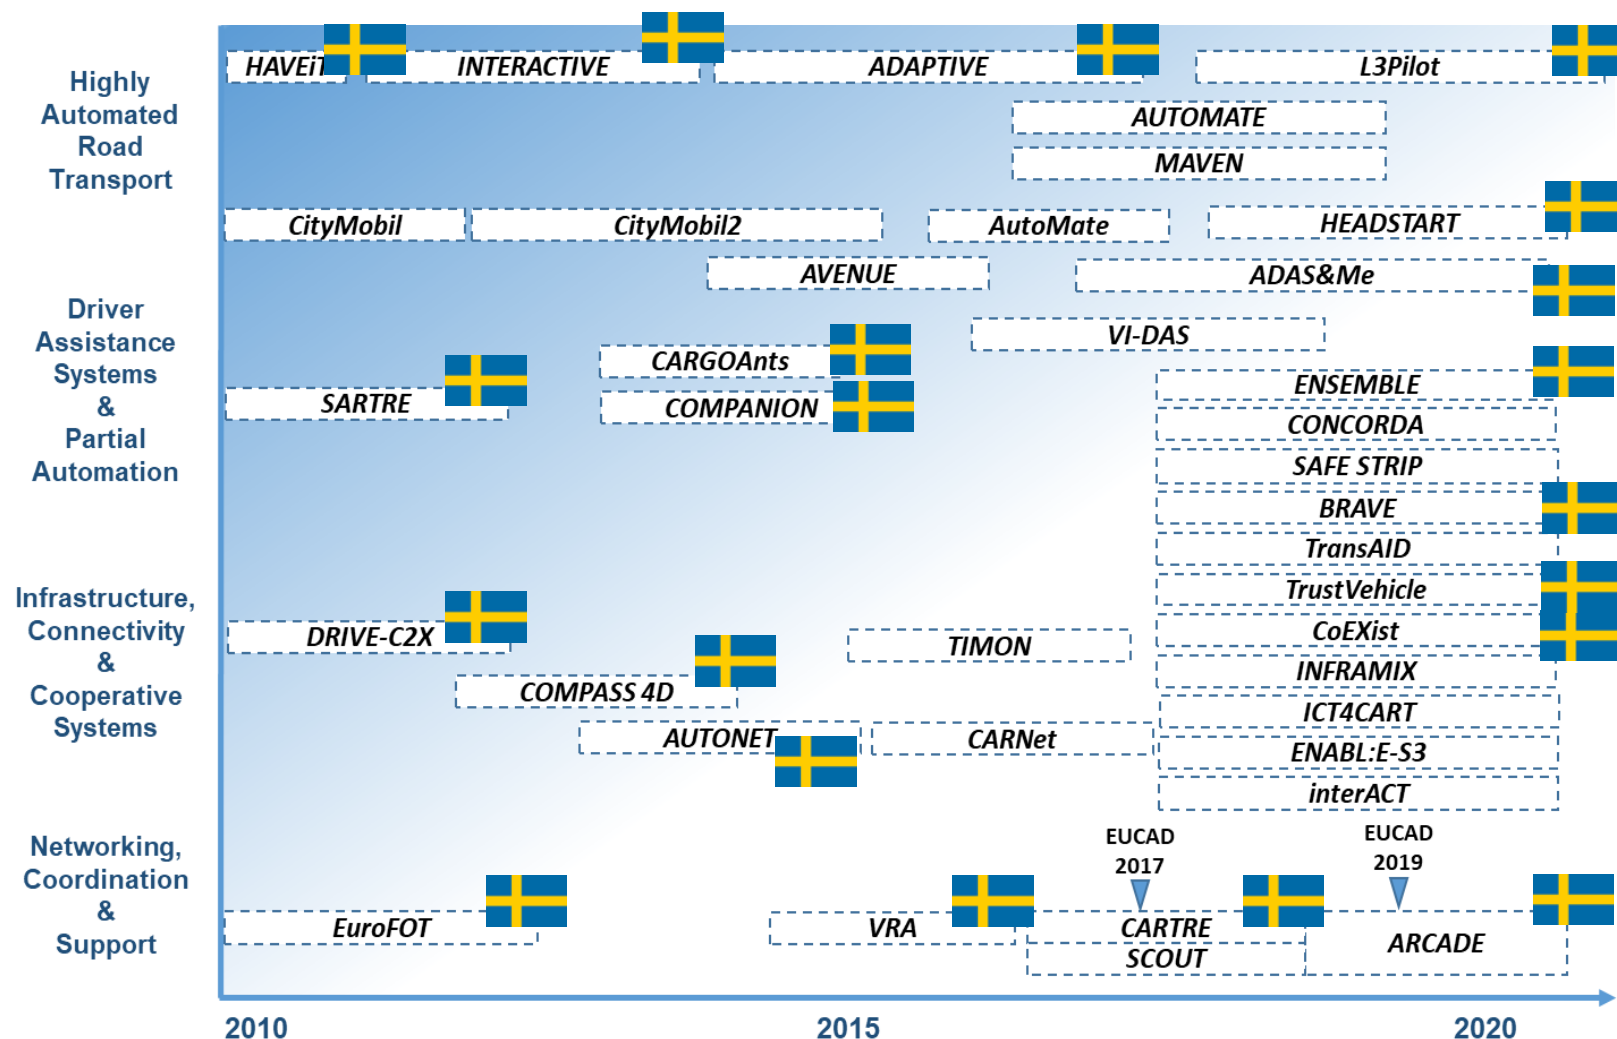 Highly
Automated
Road
Transport
HAVEiT
INTERACTIVE
ADAPTIVE
L3Pilot
AUTOMATE
MAVEN
CityMobil
CityMobil2
AutoMate
HEADSTART
AVENUE
ADAS&Me
Driver
Assistance
Systems
&
Partial
Automation
VI-DAS
CARGOAnts
SARTRE
COMPANION
ENSEMBLE
CONCORDA
SAFE STRIP
BRAVE
TransAID
TrustVehicle
CoEXist
INFRAMIX
ICT4CART
ENABL:E-S3
interACT
Infrastructure,
Connectivity
&
Cooperative
Systems
DRIVE-C2X
TIMON
COMPASS 4D
AUTONET
CARNet
Networking,
Coordination
&
Support
EUCAD
2017
EUCAD
2019
EuroFOT
VRA
CARTRE
SCOUT
ARCADE
2010
2015
2020